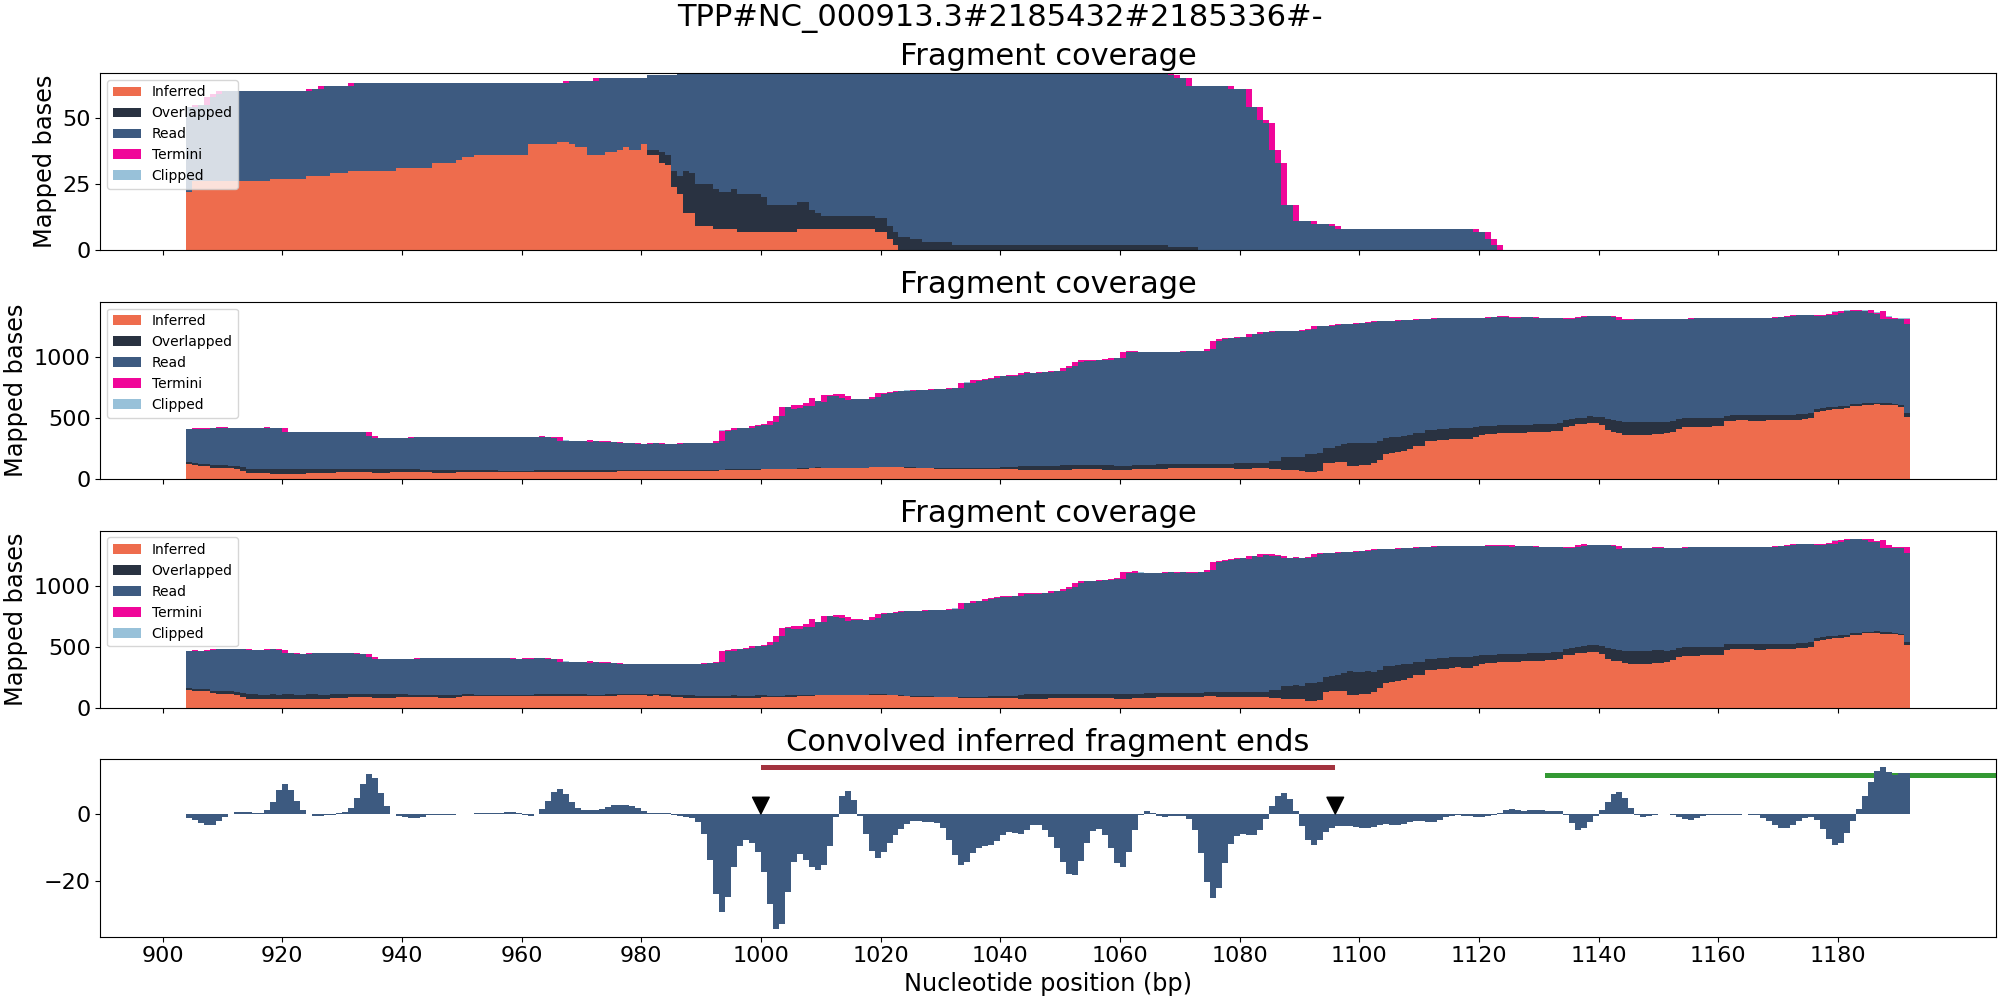 TPP#NC_000913.3#2185432#2185336#-
Fragment coverage
Mapped bases
50
25
0
Inferred
Overlapped
Read
Termini
Clipped
Fragment coverage
Mapped bases
1000
500
0
Inferred
Overlapped
Read
Termini
Clipped
Fragment coverage
Mapped bases
1000
500
0
Inferred
Overlapped
Read
Termini
Clipped
Convolved inferred fragment ends
0
−20
900 920 940 960 980 1000 1020 1040 1060 1080 1100 1120 1140 1160 1180
Nucleotide position (bp)